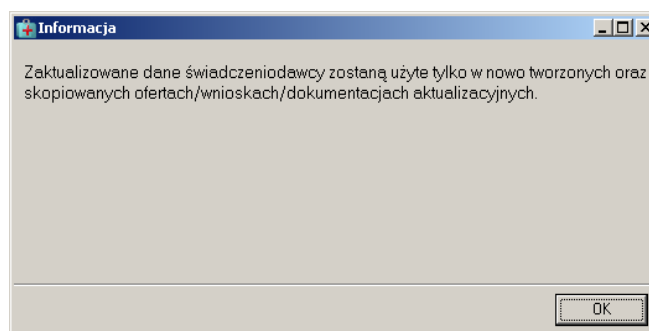 Informacja
Zaktualizowane dane świadczeniodawcy zostaną użyte tylko w nowo tworzonych oraz
skopiowanych ofertach/wnioskach/dokumentacjach aktualizacyjnych.
OK